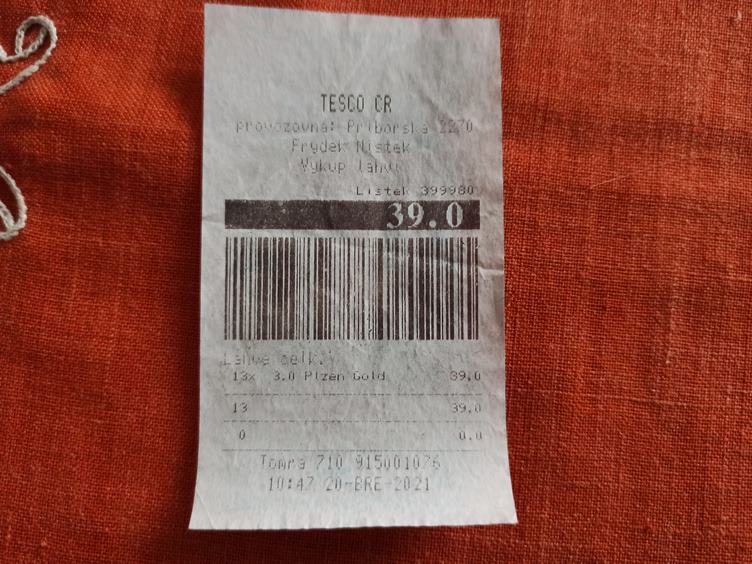 TESCO CR
provozovna: Priborska 2270
Frydek Mistek
Vykup lahvi
Listek 399980
39.0
Lahve celk.:
13x 3.0 Plzen Gold 39.0
13 39.0
0 0.0
Tomra 710 915001076
10:47 20-BRE-2021